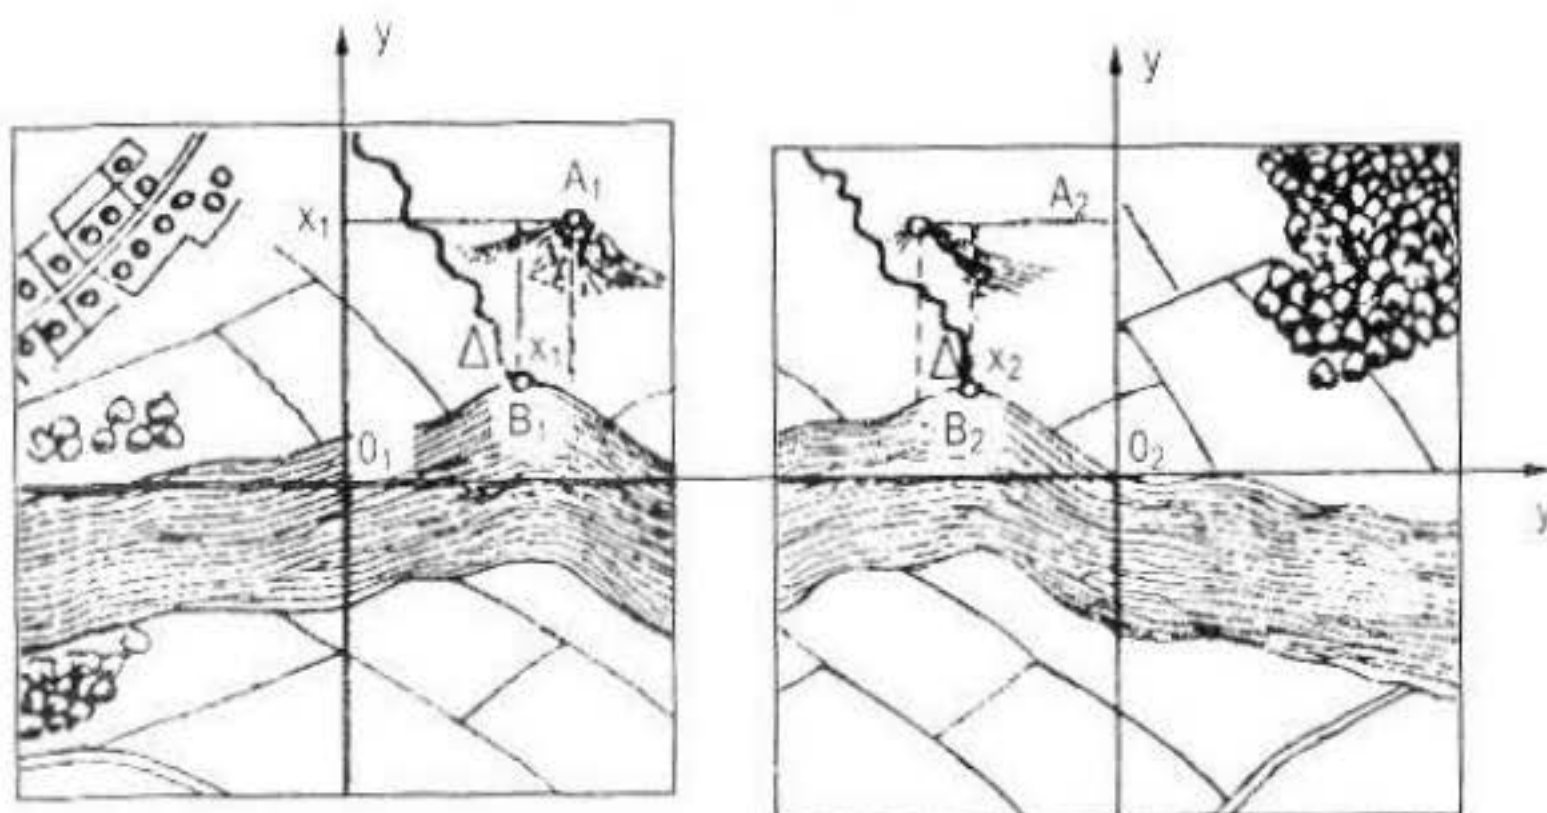 y
y
A₁
x₁
A₂
Δ x₁
Δ x₂
B₁
B₂
O₁
O₂
y